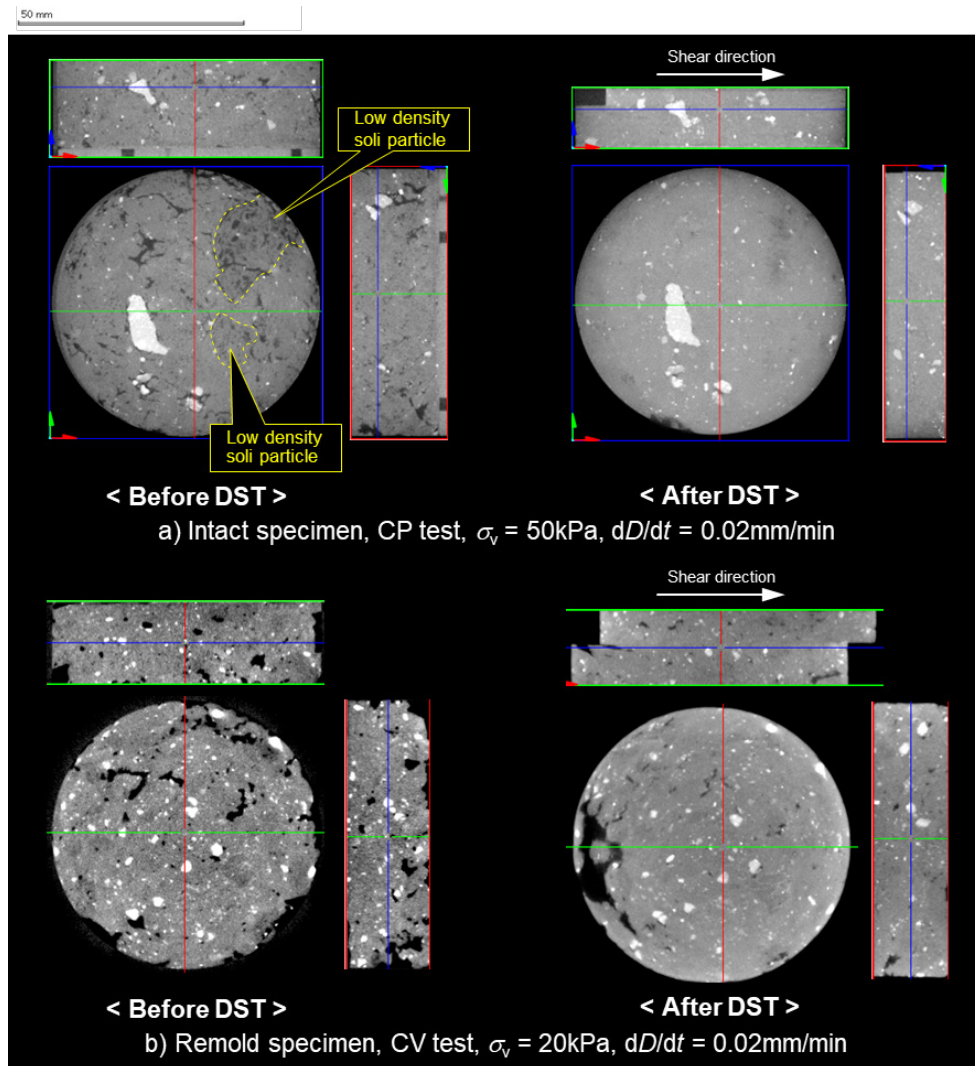 50 mm
Shear direction
Low density
soli particle
Low density
soli particle
< Before DST >
< After DST >
a) Intact specimen, CP test, σv = 50kPa, dD/dt = 0.02mm/min
Shear direction
< Before DST >
< After DST >
b) Remold specimen, CV test, σv = 20kPa, dD/dt = 0.02mm/min